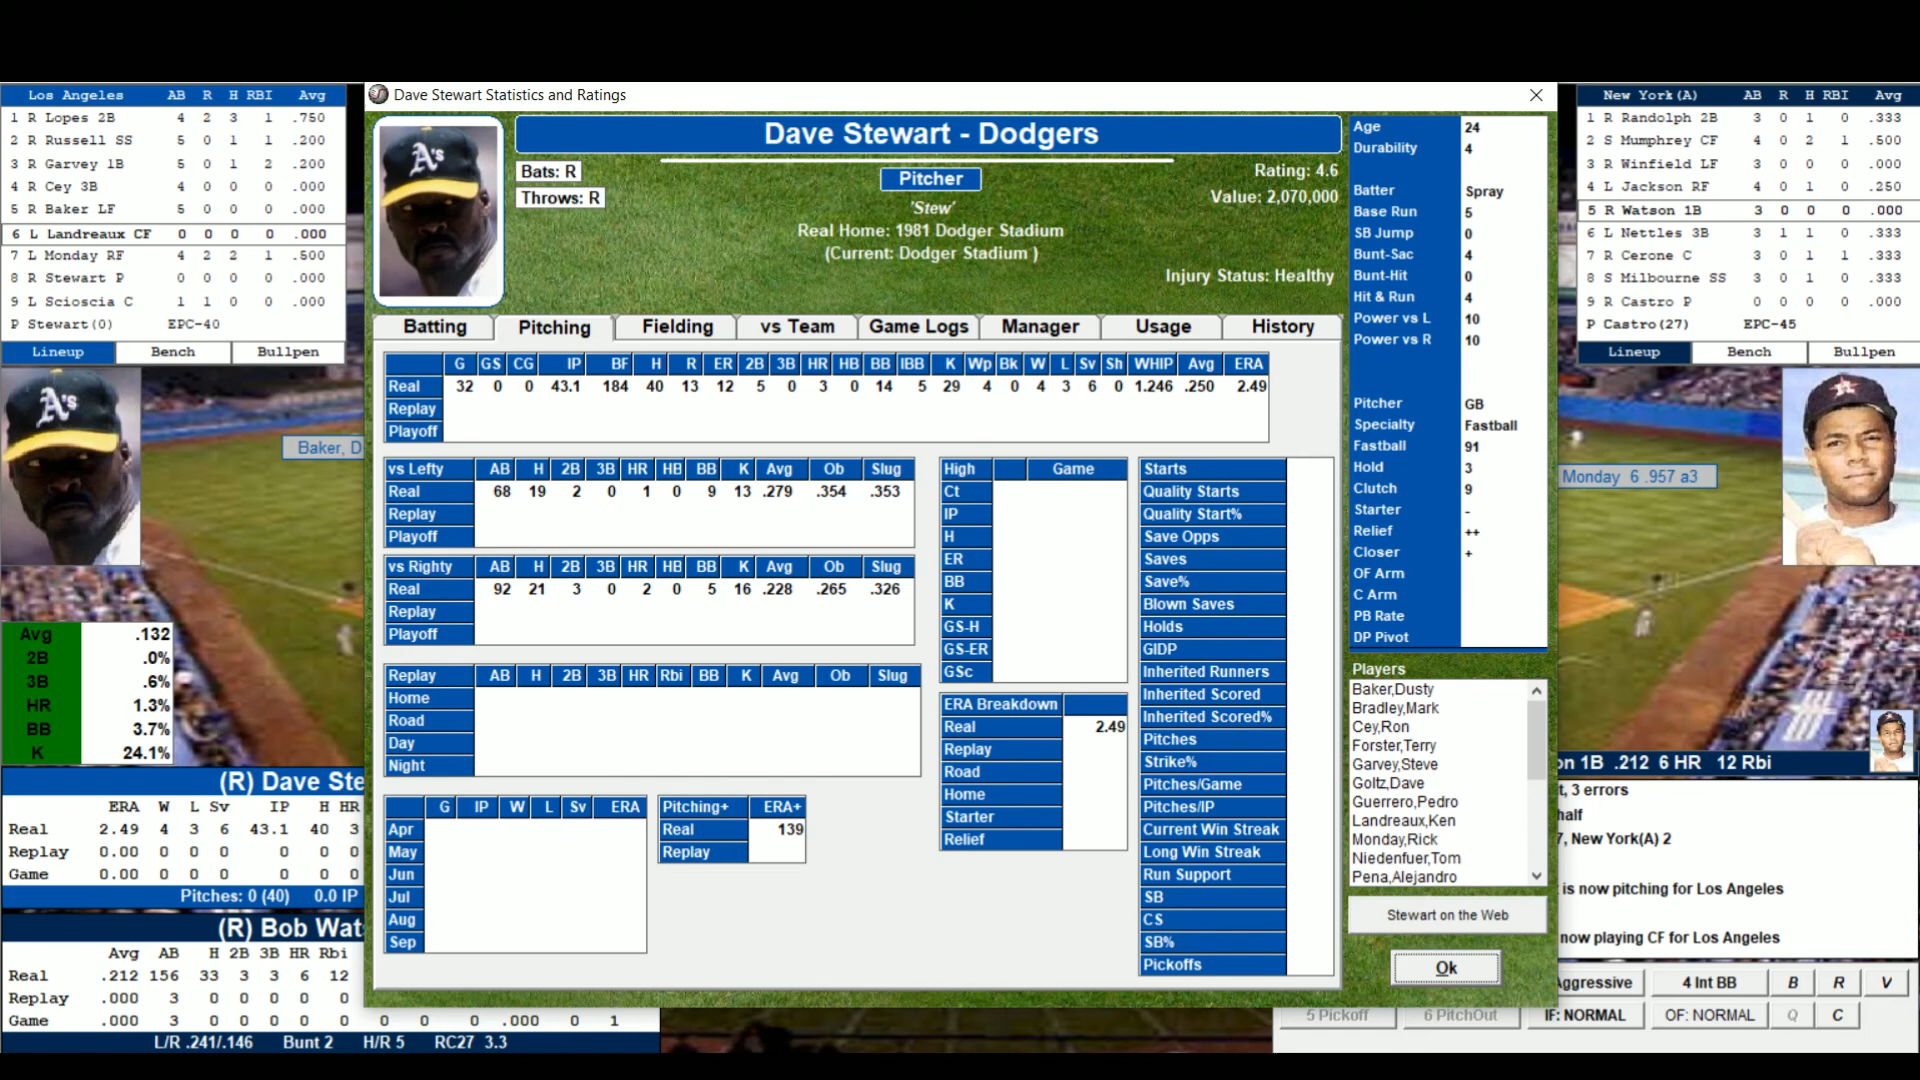 Los Angeles AB R H RBI Avg
1 R Lopes 2B 4 2 3 1 .750
2 R Russell SS 5 0 1 1 .200
3 R Garvey 1B 5 0 1 2 .200
4 R Cey 3B 4 0 0 0 .000
5 R Baker LF 5 0 0 0 .000
6 L Landreaux CF 0 0 0 0 .000
7 L Monday RF 4 2 2 1 .500
8 R Stewart P 0 0 0 0 .000
9 L Scioscia C 1 1 0 0 .000
P Stewart(0) EPC-40
Lineup Bench Bullpen
Baker, D
Avg .132
2B .0%
3B .6%
HR 1.3%
BB 3.7%
K 24.1%
(R) Dave Ste
ERA W L Sv IP H HR
Real 2.49 4 3 6 43.1 40 3
Replay 0.00 0 0 0 0 0 0
Game 0.00 0 0 0 0 0 0
Pitches: 0 (40) 0.0 IP
(R) Bob Wat
Avg AB H 2B 3B HR Rbi
Real .212 156 33 3 3 6 12
Replay .000 3 0 0 0 0 0
Game .000 3 0 0 0 0 0 0 0 0 .000 0 1
L/R .241/.146 Bunt 2 H/R 5 RC27 3.3
Dave Stewart Statistics and Ratings
A's
Dave Stewart - Dodgers
Bats: R
Throws: R
Pitcher
'Stew'
Real Home: 1981 Dodger Stadium
(Current: Dodger Stadium )
Rating: 4.6
Value: 2,070,000
Injury Status: Healthy
Batting Pitching Fielding vs Team Game Logs Manager Usage History
G GS CG IP BF H R ER 2B 3B HR HB BB IBB K Wp Bk W L Sv Sh WHIP Avg ERA
Real 32 0 0 43.1 184 40 13 12 5 0 3 0 14 5 29 4 0 4 3 6 0 1.246 .250 2.49
Replay
Playoff
vs Lefty AB H 2B 3B HR HB BB K Avg Ob Slug
Real 68 19 2 0 1 0 9 13 .279 .354 .353
Replay
Playoff
vs Righty AB H 2B 3B HR HB BB K Avg Ob Slug
Real 92 21 3 0 2 0 5 16 .228 .265 .326
Replay
Playoff
Replay AB H 2B 3B HR Rbi BB K Avg Ob Slug
Home
Road
Day
Night
G IP W L Sv ERA
Apr
May
Jun
Jul
Aug
Sep
Pitching+ ERA+
Real 139
Replay
High Game
Ct
IP
H
ER
BB
K
GS-H
GS-ER
GSc
ERA Breakdown
Real 2.49
Replay
Road
Home
Starter
Relief
Starts
Quality Starts
Quality Start%
Save Opps
Saves
Save%
Blown Saves
Holds
GIDP
Inherited Runners
Inherited Scored
Inherited Scored%
Pitches
Strike%
Pitches/Game
Pitches/IP
Current Win Streak
Long Win Streak
Run Support
SB
CS
SB%
Pickoffs
Age 24
Durability 4
Batter Spray
Base Run 5
SB Jump 0
Bunt-Sac 4
Bunt-Hit 0
Hit & Run 4
Power vs L 10
Power vs R 10
Pitcher GB
Specialty Fastball
Fastball 91
Hold 3
Clutch 9
Starter -
Relief ++
Closer +
OF Arm
C Arm
PB Rate
DP Pivot
Players
Baker,Dusty
Bradley,Mark
Cey,Ron
Forster,Terry
Garvey,Steve
Goltz,Dave
Guerrero,Pedro
Landreaux,Ken
Monday,Rick
Niedenfuer,Tom
Pena,Alejandro
Stewart on the Web
Ok
New York(A) AB R H RBI Avg
1 R Randolph 2B 3 0 1 0 .333
2 S Mumphrey CF 4 0 2 1 .500
3 R Winfield LF 3 0 0 0 .000
4 L Jackson RF 4 0 1 0 .250
5 R Watson 1B 3 0 0 0 .000
6 L Nettles 3B 3 1 1 0 .333
7 R Cerone C 3 0 1 1 .333
8 S Milbourne SS 3 0 1 0 .333
9 R Castro P 0 0 0 0 .000
P Castro(27) EPC-45
Lineup Bench Bullpen
Monday 6 .957 a3
on 1B .212 6 HR 12 Rbi
t, 3 errors
half
7, New York(A) 2
is now pitching for Los Angeles
now playing CF for Los Angeles
Aggressive 4 Int BB B R V
5 Pickoff 6 PitchOut IF: NORMAL OF: NORMAL Q C